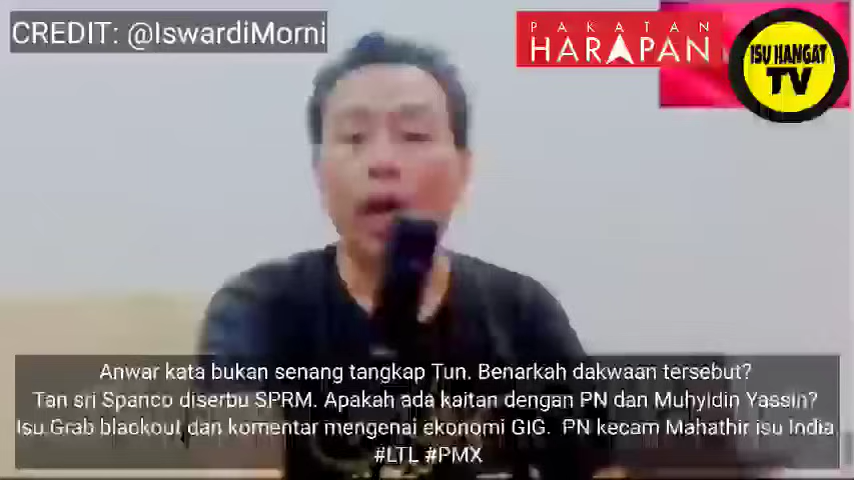 CREDIT: @IswardiMorni
PAKATAN
HARAPAN
ISU HANGAT
TV
Anwar kata bukan senang tangkap Tun. Benarkah dakwaan tersebut?
Tan sri Spanco diserbu SPRM. Apakah ada kaitan dengan PN dan Muhyidin Yassin?
Isu Grab blackout dan komentar mengenai ekonomi GIG. PN kecam Mahathir isu India.
#LTL #PMX